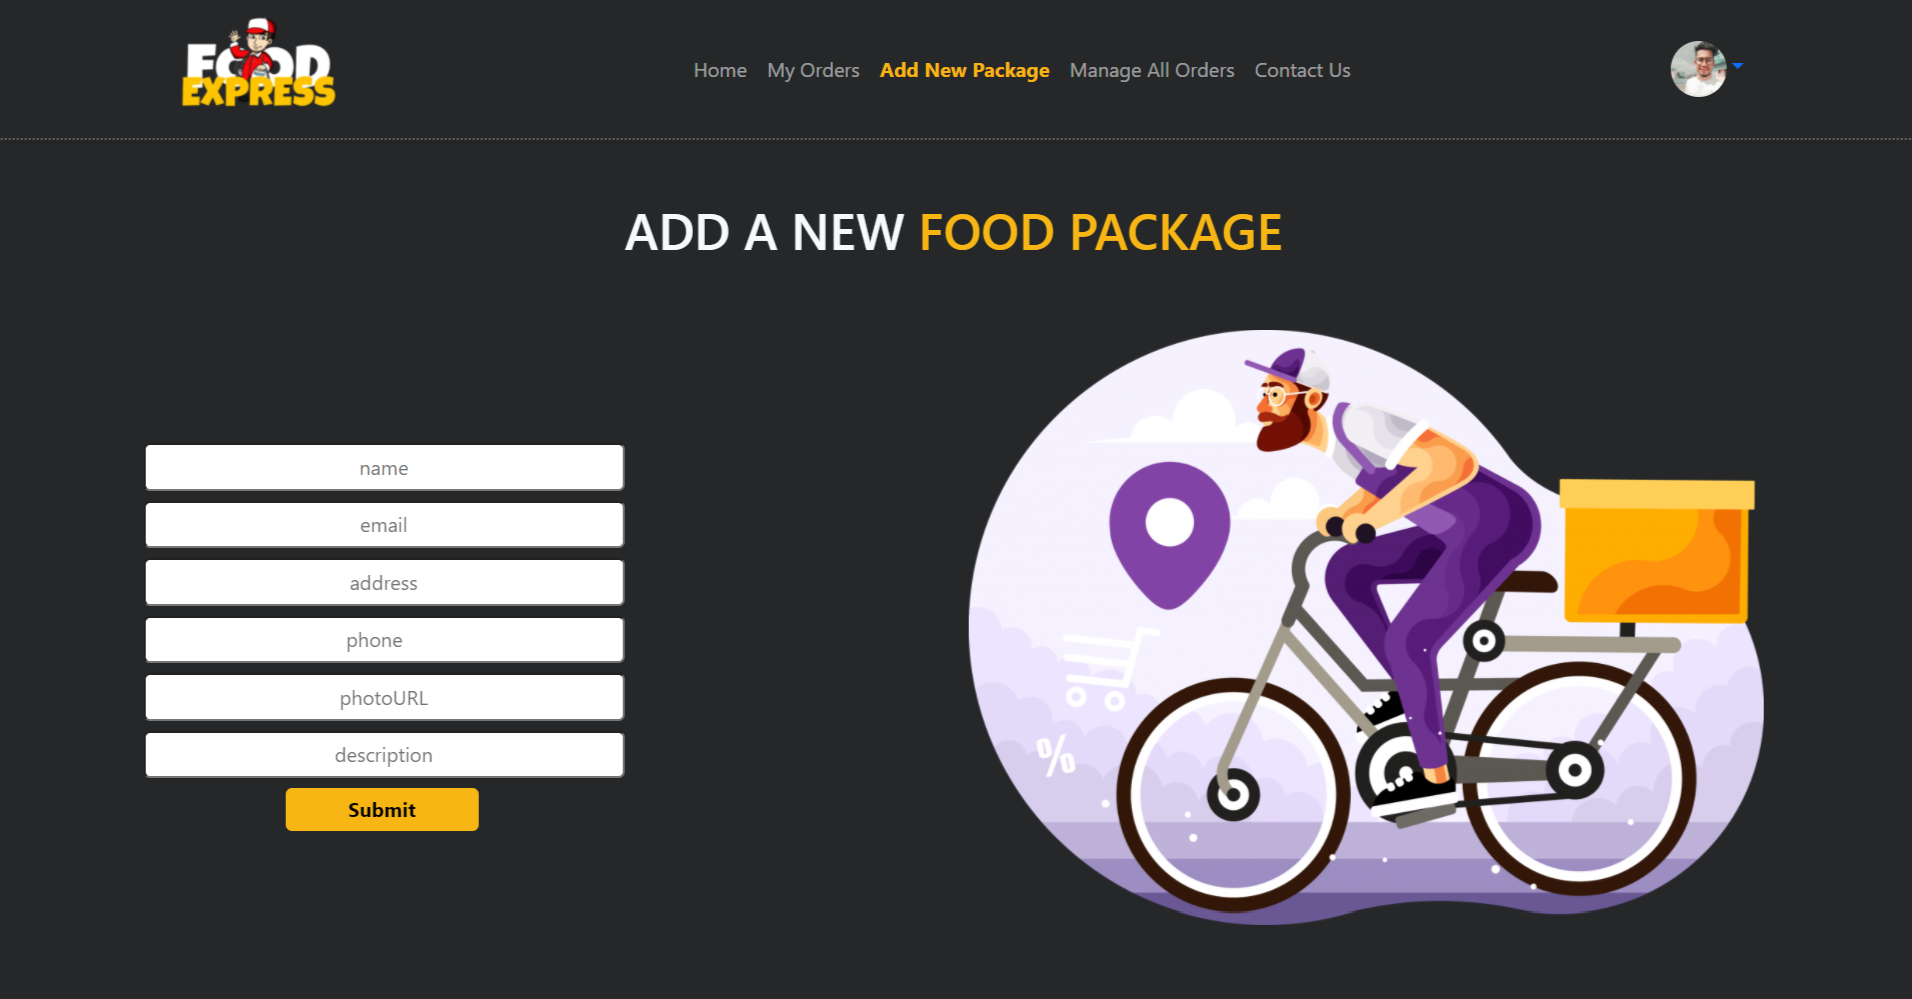 FOOD
EXPRESS
Home My Orders Add New Package Manage All Orders Contact Us
ADD A NEW FOOD PACKAGE
name
email
address
phone
photoURL
description
Submit
%